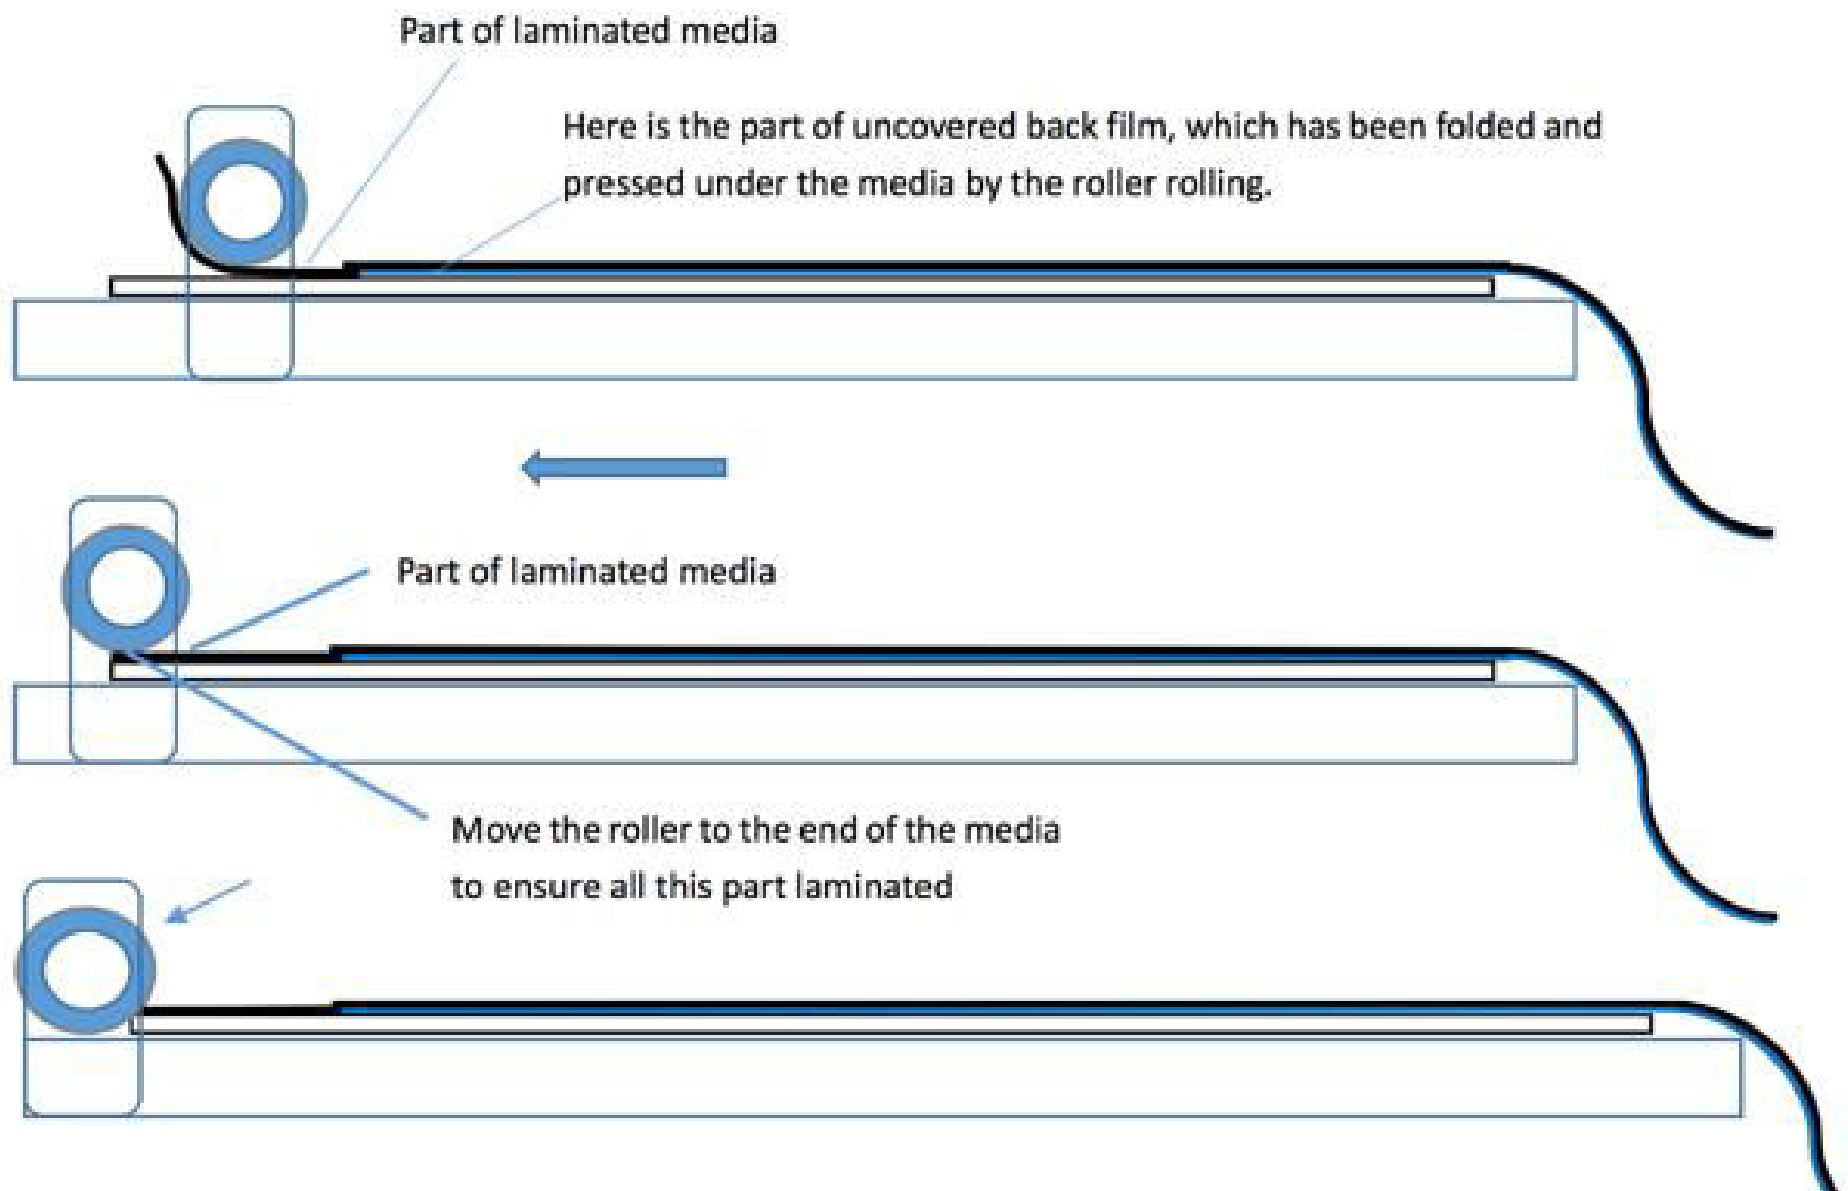 Part of laminated media
Here is the part of uncovered back film, which has been folded and
pressed under the media by the roller rolling.
Part of laminated media
Move the roller to the end of the media
to ensure all this part laminated